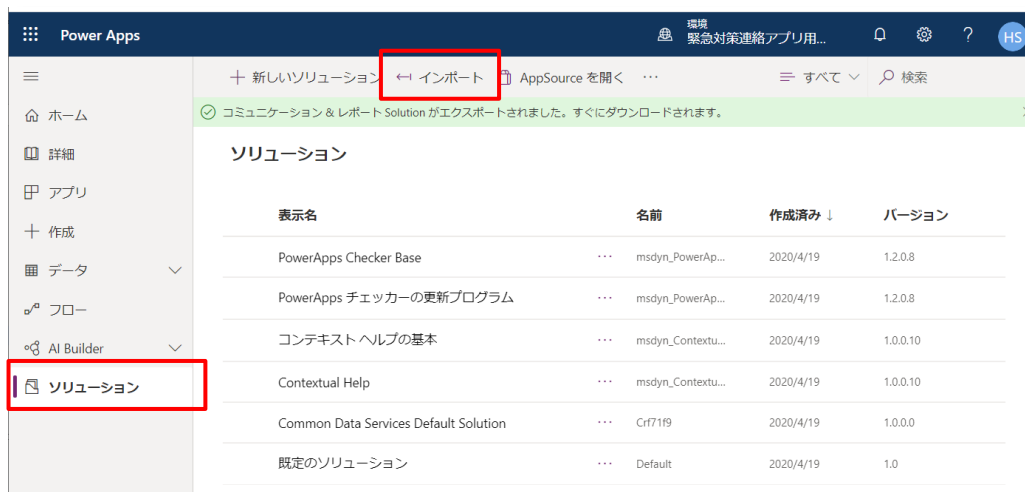 環境
Power Apps
緊急対策連絡アプリ用...
?
HS
新しいソリューション
インポート
AppSource を開く
...
すべて
検索
コミュニケーション & レポート Solution がエクスポートされました。すぐにダウンロードされます。
ホーム
詳細
アプリ
作成
データ
フロー
AI Builder
ソリューション
ソリューション
表示名 名前 作成済み ↓ バージョン
PowerApps Checker Base ... msdyn_PowerAp... 2020/4/19 1.2.0.8
PowerApps チェッカーの更新プログラム ... msdyn_PowerAp... 2020/4/19 1.2.0.8
コンテキスト ヘルプの基本 ... msdyn_Contextu... 2020/4/19 1.0.0.10
Contextual Help ... msdyn_Contextu... 2020/4/19 1.0.0.10
Common Data Services Default Solution ... Crf71f9 2020/4/19 1.0.0.0
既定のソリューション ... Default 2020/4/19 1.0